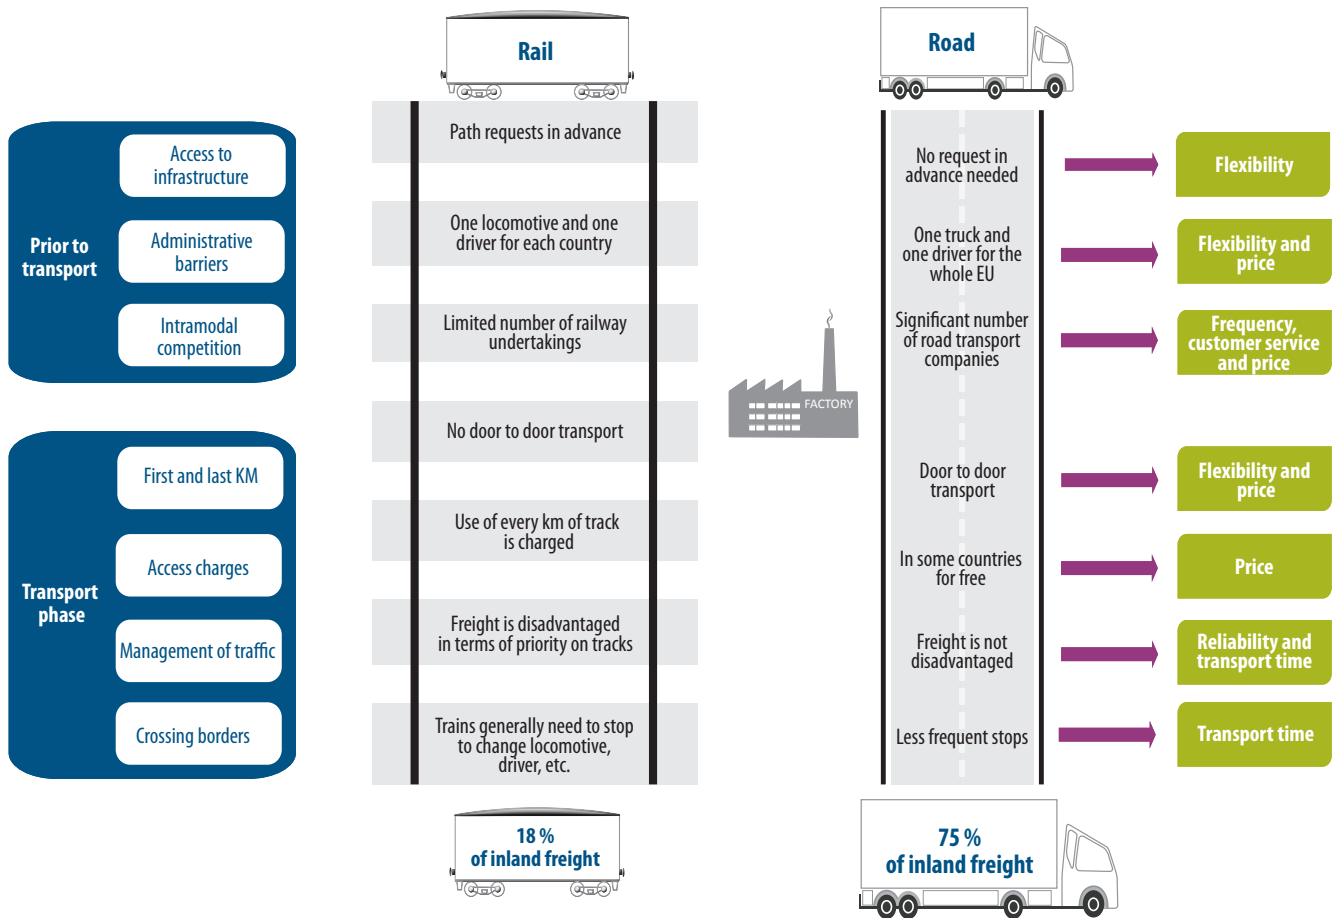 Rail
Road
Prior to
transport
Access to
infrastructure
Path requests in advance
No request in
advance needed
Flexibility
Administrative
barriers
One locomotive and one
driver for each country
One truck and
one driver for the
whole EU
Flexibility and
price
Intramodal
competition
Limited number of railway
undertakings
Significant number
of road transport
companies
Frequency,
customer service
and price
FACTORY
Transport
phase
First and last KM
No door to door transport
Door to door
transport
Flexibility and
price
Access charges
Use of every km of track
is charged
In some countries
for free
Price
Management of traffic
Freight is disadvantaged
in terms of priority on tracks
Freight is not
disadvantaged
Reliability and
transport time
Crossing borders
Trains generally need to stop
to change locomotive,
driver, etc.
Less frequent stops
Transport time
18 %
of inland freight
75 %
of inland freight